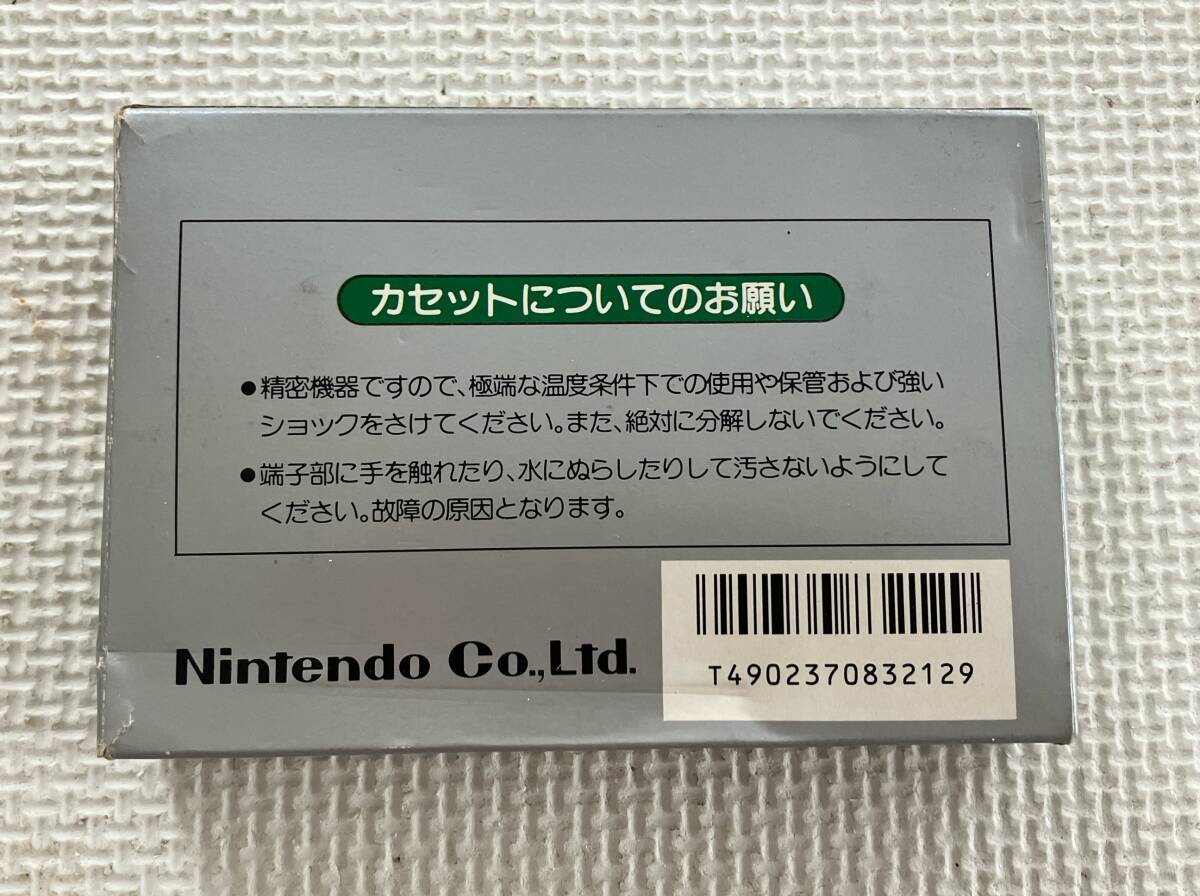 カセットについてのお願い
●精密機器ですので、極端な温度条件下での使用や保管および強い
ショックをさけてください。また、絶対に分解しないでください。
●端子部に手を触れたり、水にぬらしたりして汚さないようにして
ください。故障の原因となります。
Nintendo Co.,Ltd.
T4902370832129